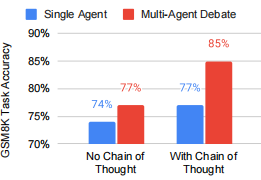 Single Agent
Multi-Agent Debate
GSM8K Task Accuracy
90%
85%
80%
75%
70%
74%
77%
77%
85%
No Chain of
Thought
With Chain of
Thought